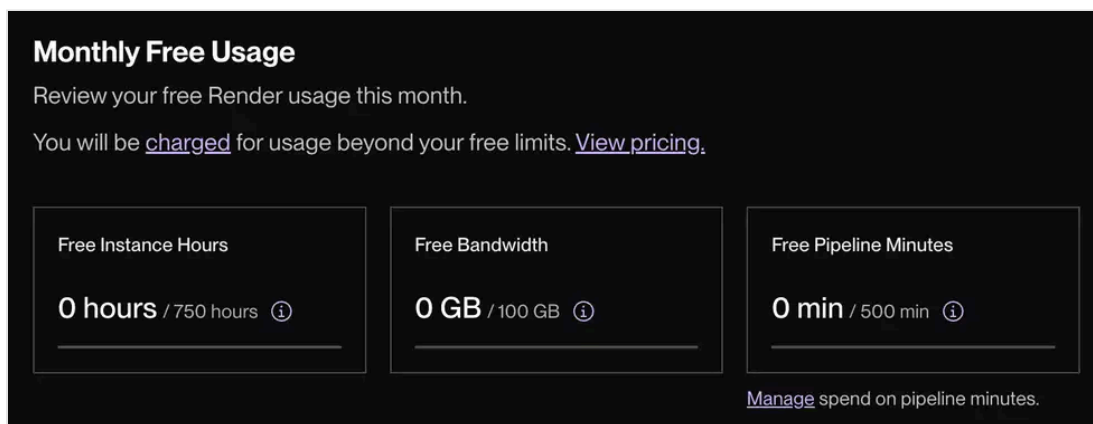 Monthly Free Usage
Review your free Render usage this month.
You will be charged for usage beyond your free limits. View pricing.
Free Instance Hours
0 hours / 750 hours
Free Bandwidth
0 GB / 100 GB
Free Pipeline Minutes
0 min / 500 min
Manage spend on pipeline minutes.